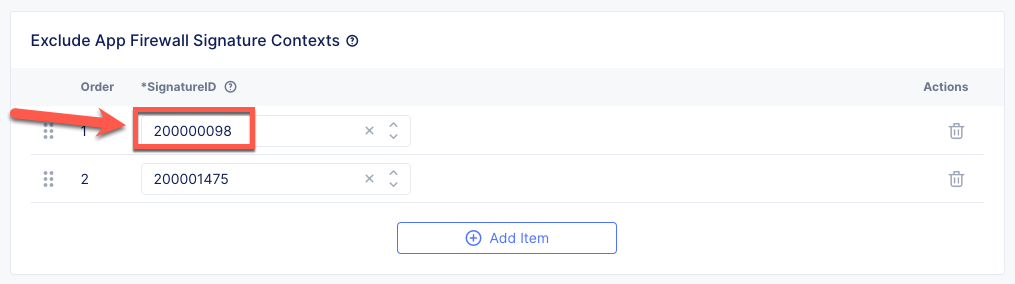 Exclude App Firewall Signature Contexts
Order *SignatureID Actions
1 200000098
2 200001475
Add Item